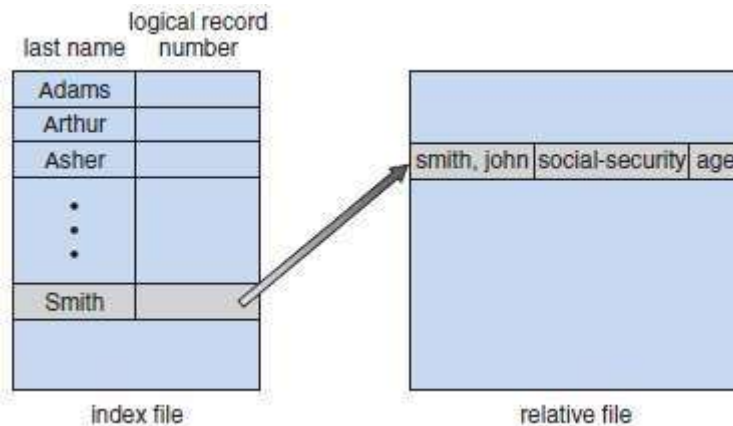 logical record
last name number
Adams
Arthur
Asher
Smith
index file
smith, john social-security age
relative file